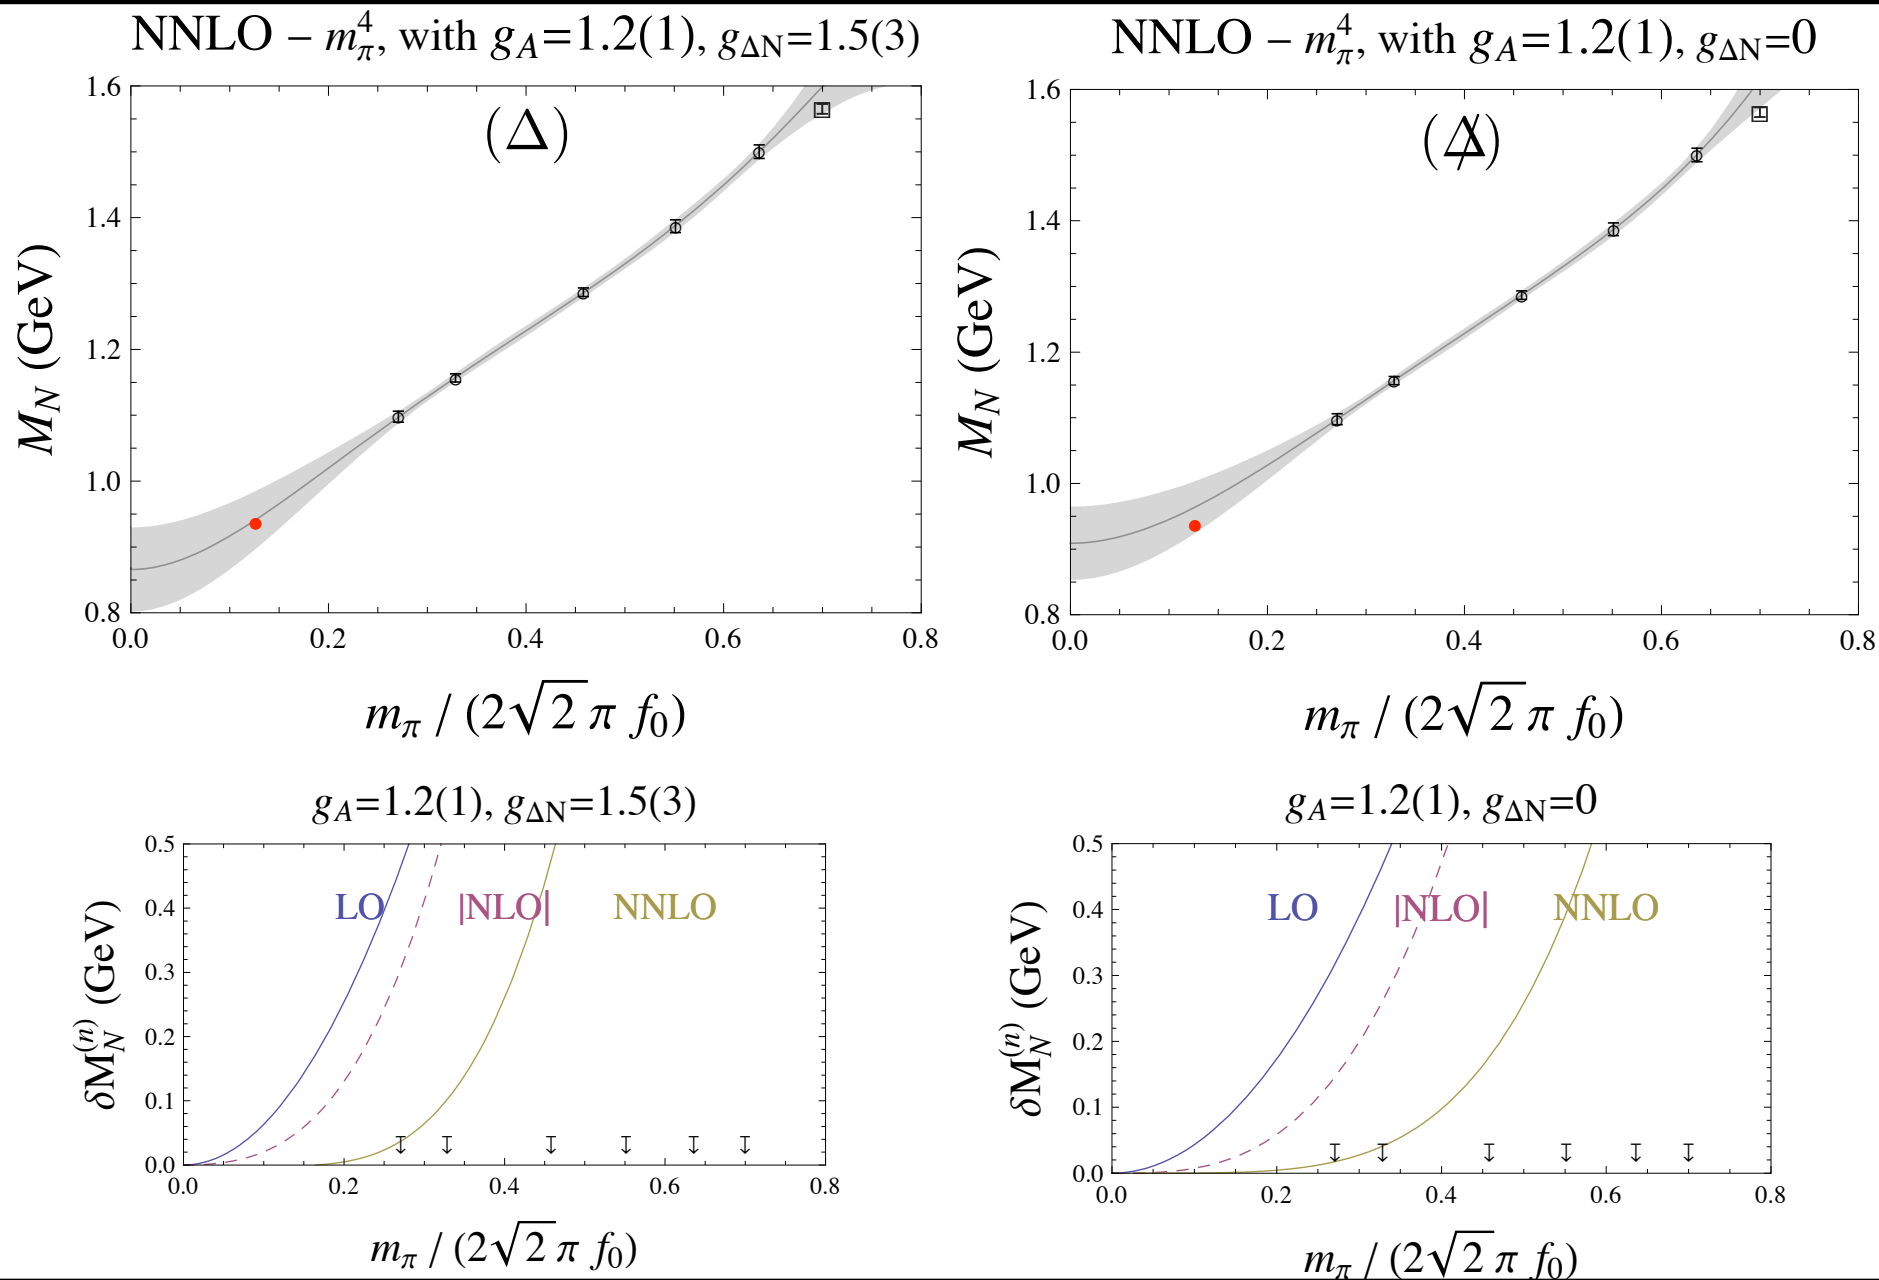 NNLO – m_π^4, with g_A=1.2(1), g_ΔN=1.5(3)
(Δ)
M_N (GeV)
1.6
1.4
1.2
1.0
0.8
0.0 0.2 0.4 0.6 0.8
m_π / (2√2 π f_0)
NNLO – m_π^4, with g_A=1.2(1), g_ΔN=0
(Δ̸)
M_N (GeV)
1.6
1.4
1.2
1.0
0.8
0.0 0.2 0.4 0.6 0.8
m_π / (2√2 π f_0)
g_A=1.2(1), g_ΔN=1.5(3)
δM_N^(n) (GeV)
0.5
0.4
0.3
0.2
0.1
0.0
LO |NLO| NNLO
0.0 0.2 0.4 0.6 0.8
m_π / (2√2 π f_0)
g_A=1.2(1), g_ΔN=0
δM_N^(n) (GeV)
0.5
0.4
0.3
0.2
0.1
0.0
LO |NLO| NNLO
0.0 0.2 0.4 0.6 0.8
m_π / (2√2 π f_0)